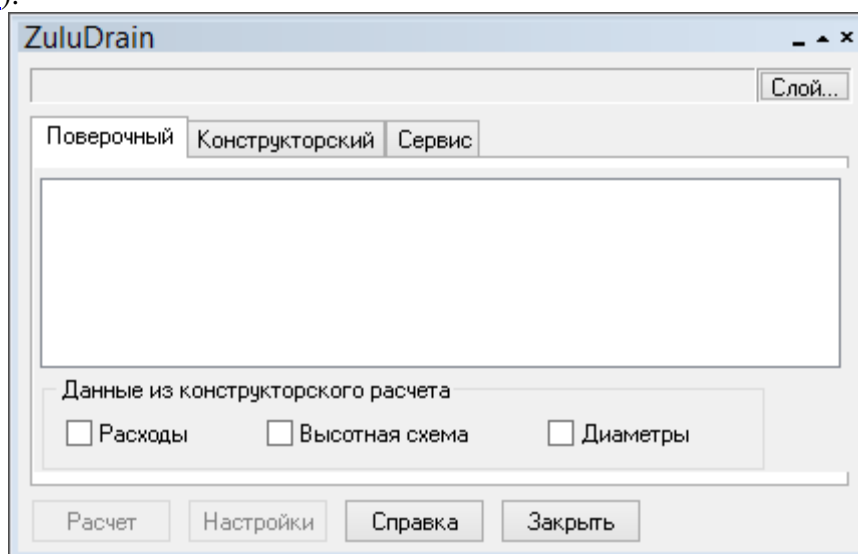 ).
ZuluDrain
Слой...
Поверочный Конструкторский Сервис
Данные из конструкторского расчета
Расходы Высотная схема Диаметры
Расчет Настройки Справка Закрыть